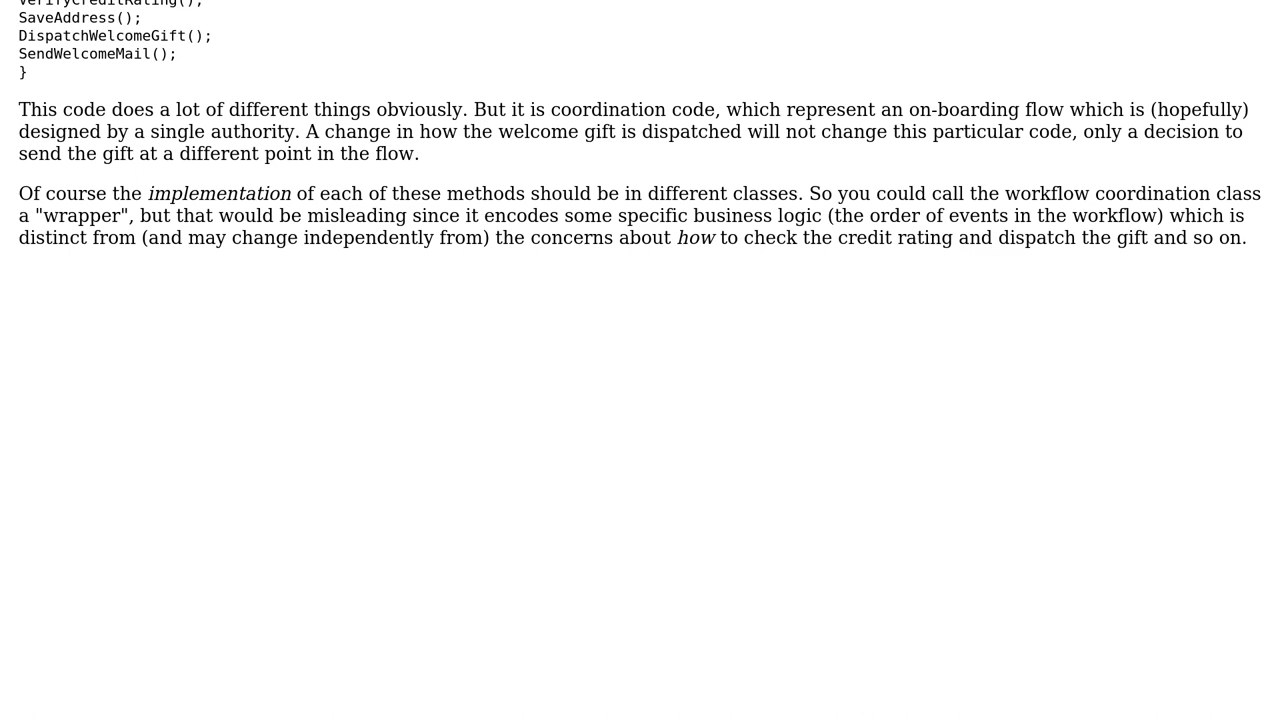 VerifyCreditRating();
SaveAddress();
DispatchWelcomeGift();
SendWelcomeMail();
}
This code does a lot of different things obviously. But it is coordination code, which represent an on-boarding flow which is (hopefully)
designed by a single authority. A change in how the welcome gift is dispatched will not change this particular code, only a decision to
send the gift at a different point in the flow.
Of course the implementation of each of these methods should be in different classes. So you could call the workflow coordination class
a "wrapper", but that would be misleading since it encodes some specific business logic (the order of events in the workflow) which is
distinct from (and may change independently from) the concerns about how to check the credit rating and dispatch the gift and so on.